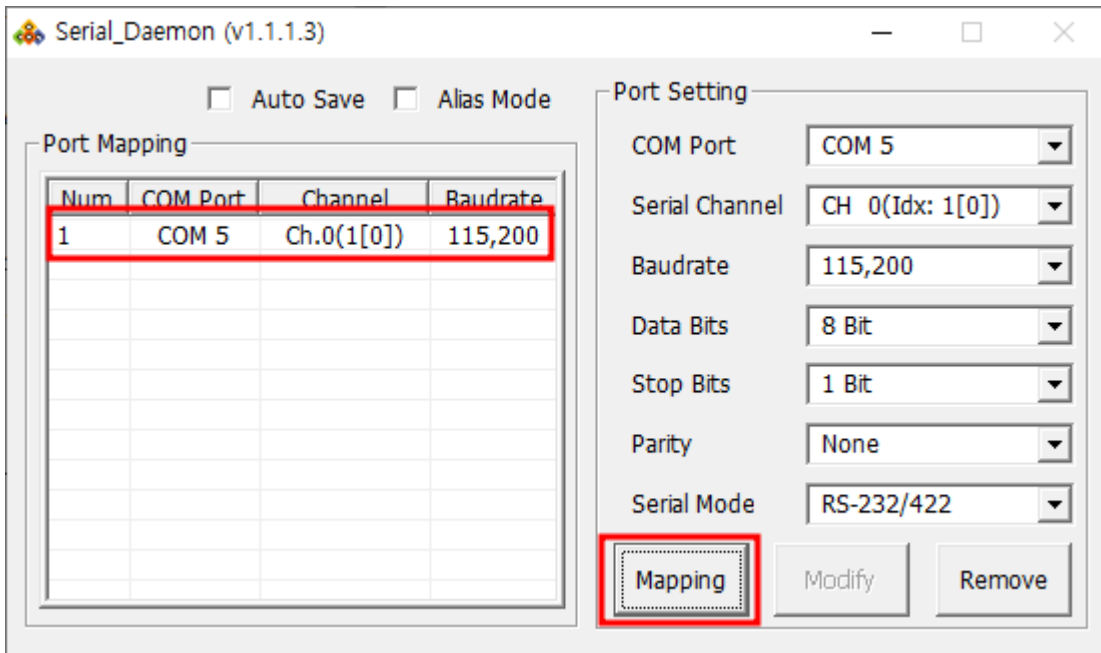 Serial_Daemon (v1.1.1.3)
Auto Save Alias Mode
Port Mapping
Num COM Port Channel Baudrate
1 COM 5 Ch.0(1[0]) 115,200
Port Setting
COM Port COM 5
Serial Channel CH 0(Idx: 1[0])
Baudrate 115,200
Data Bits 8 Bit
Stop Bits 1 Bit
Parity None
Serial Mode RS-232/422
Mapping Modify Remove